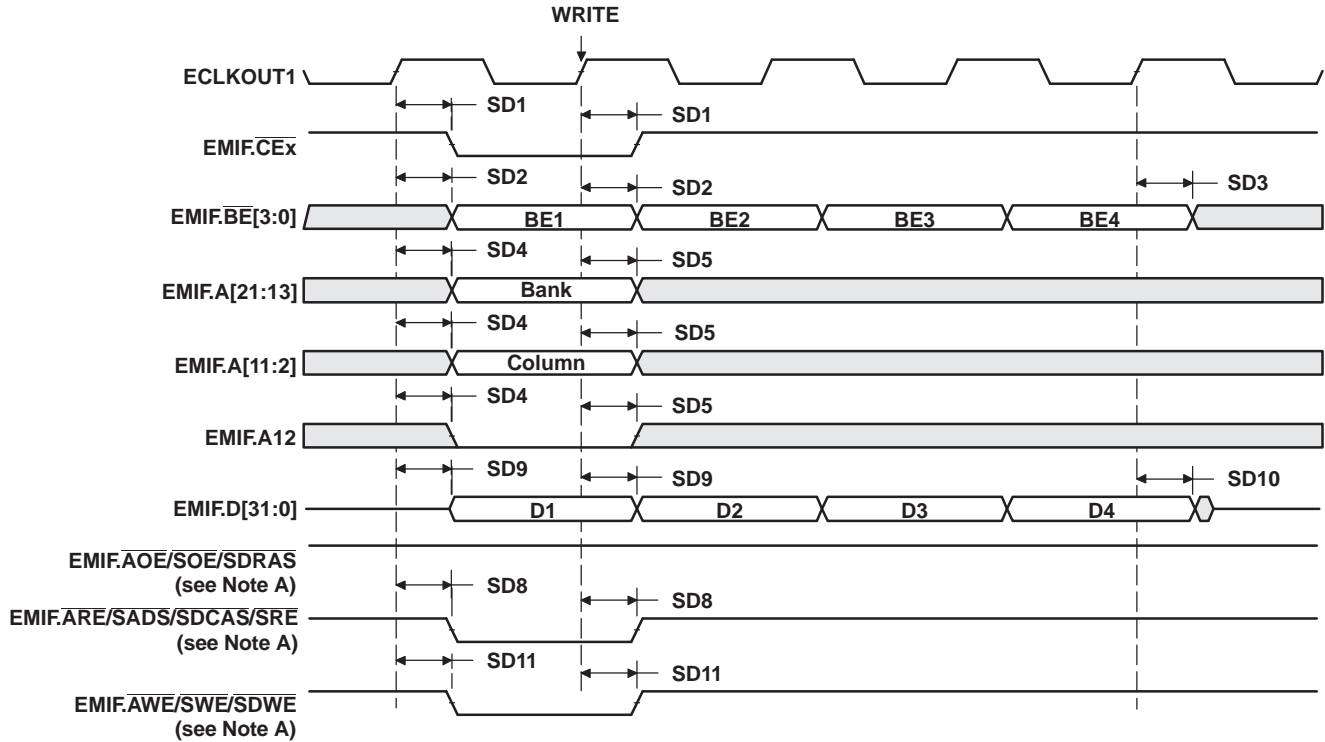 WRITE
ECLKOUT1
SD1
SD1
EMIF.CEx
SD2
SD2
SD3
EMIF.BE[3:0]
BE1
BE2
BE3
BE4
SD4
SD5
EMIF.A[21:13]
Bank
SD4
SD5
EMIF.A[11:2]
Column
SD4
SD5
EMIF.A12
SD9
SD9
SD10
EMIF.D[31:0]
D1
D2
D3
D4
EMIF.AOE/SOE/SDRAS
(see Note A)
SD8
SD8
EMIF.ARE/SADS/SDCAS/SRE
(see Note A)
SD11
SD11
EMIF.AWE/SWE/SDWE
(see Note A)